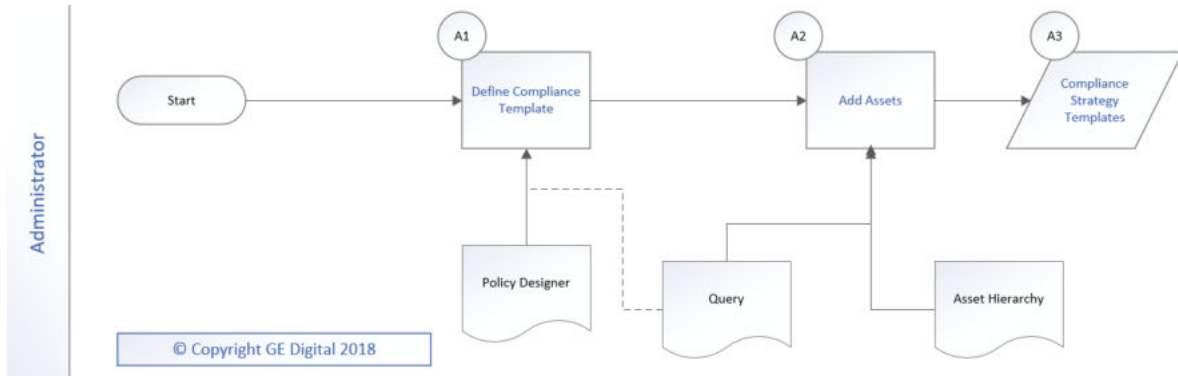 Administrator
A1
A2
A3
Start
Define Compliance
Template
Add Assets
Compliance
Strategy
Templates
Policy Designer
Query
Asset Hierarchy
© Copyright GE Digital 2018